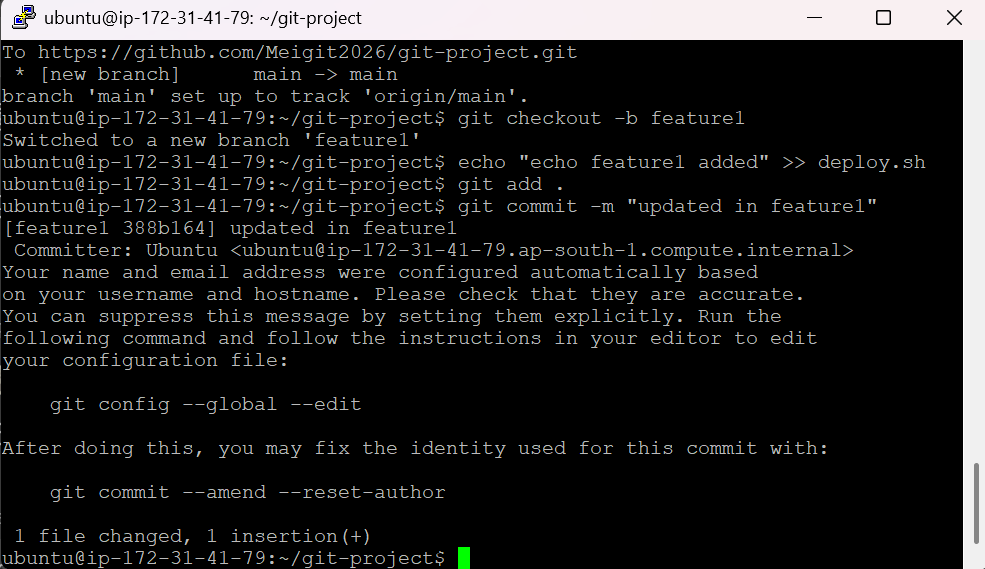 ubuntu@ip-172-31-41-79: ~/git-project
To https://github.com/Meigit2026/git-project.git
 * [new branch]      main -> main
branch 'main' set up to track 'origin/main'.
ubuntu@ip-172-31-41-79:~/git-project$ git checkout -b feature1
Switched to a new branch 'feature1'
ubuntu@ip-172-31-41-79:~/git-project$ echo "echo feature1 added" >> deploy.sh
ubuntu@ip-172-31-41-79:~/git-project$ git add .
ubuntu@ip-172-31-41-79:~/git-project$ git commit -m "updated in feature1"
[feature1 388b164] updated in feature1
 Committer: Ubuntu <ubuntu@ip-172-31-41-79.ap-south-1.compute.internal>
Your name and email address were configured automatically based
on your username and hostname. Please check that they are accurate.
You can suppress this message by setting them explicitly. Run the
following command and follow the instructions in your editor to edit
your configuration file:

    git config --global --edit

After doing this, you may fix the identity used for this commit with:

    git commit --amend --reset-author

 1 file changed, 1 insertion(+)
ubuntu@ip-172-31-41-79:~/git-project$